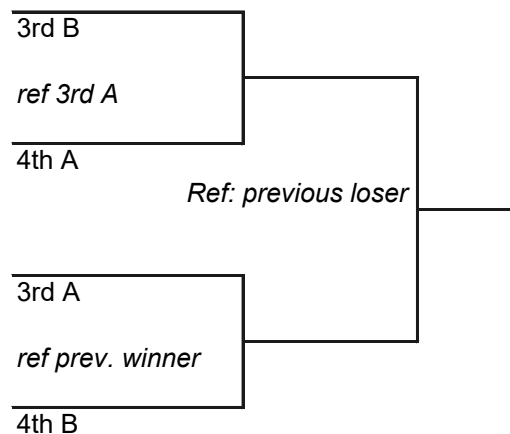 3rd B
ref 3rd A
4th A
Ref: previous loser
3rd A
ref prev. winner
4th B